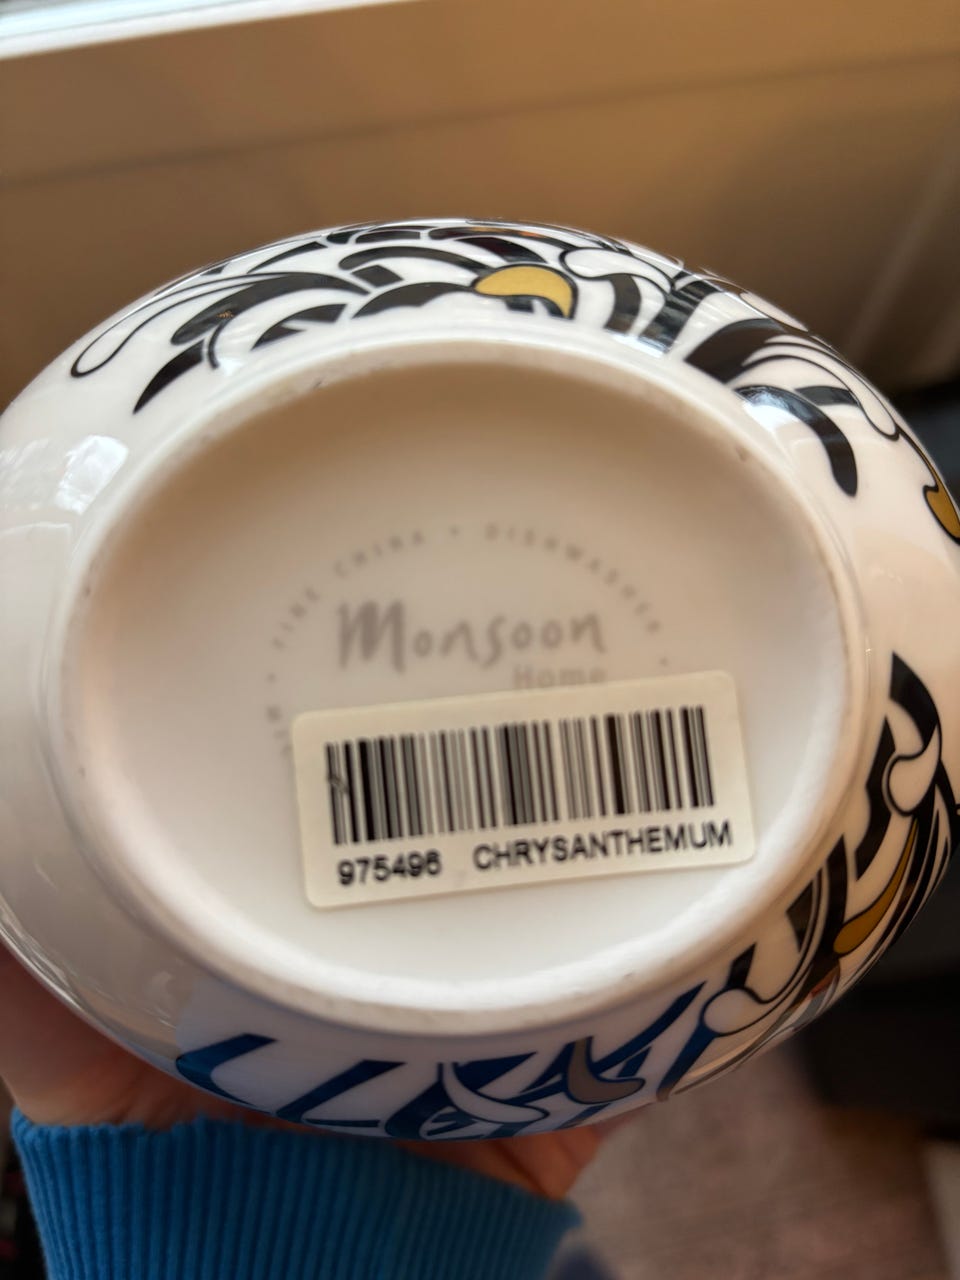 FINE CHINA • DISHWASHER •
Monsoon
Home
975496 CHRYSANTHEMUM